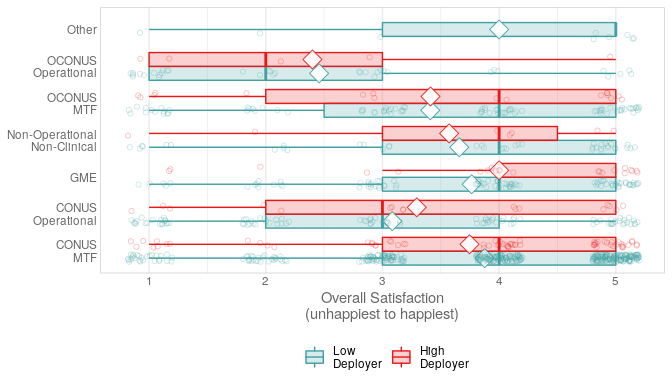 Other
OCONUS
Operational
OCONUS
MTF
Non-Operational
Non-Clinical
GME
CONUS
Operational
CONUS
MTF
1 2 3 4 5
Overall Satisfaction
(unhappiest to happiest)
Low
Deployer
High
Deployer